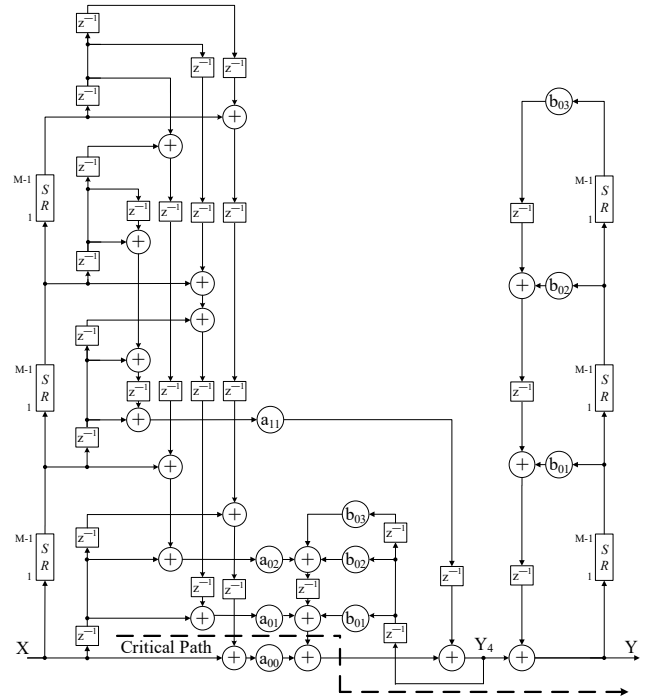 z⁻¹
z⁻¹ z⁻¹
z⁻¹ b₀₃
+
+
z⁻¹
M-1 S R 1
M-1 S R 1
z⁻¹ z⁻¹ z⁻¹ z⁻¹ z⁻¹
+
z⁻¹
+ + b₀₂
+
z⁻¹
+
M-1 S R 1
M-1 S R 1
z⁻¹ z⁻¹ z⁻¹ z⁻¹ z⁻¹
+ a₁₁
z⁻¹
+ + b₀₁
+ b₀₃
z⁻¹ z⁻¹
M-1 S R 1
M-1 S R 1
+ a₀₂ + b₀₂
z⁻¹ z⁻¹
z⁻¹ z⁻¹ z⁻¹
+ a₀₁ + b₀₁
z⁻¹ z⁻¹
Critical Path
X + a₀₀ + + Y₄ + Y